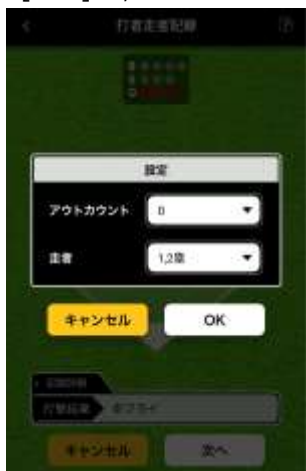 打者走者記録
設定
アウトカウント 0
走者 1,2塁
キャンセル OK
打撃結果
キャンセル 次へ